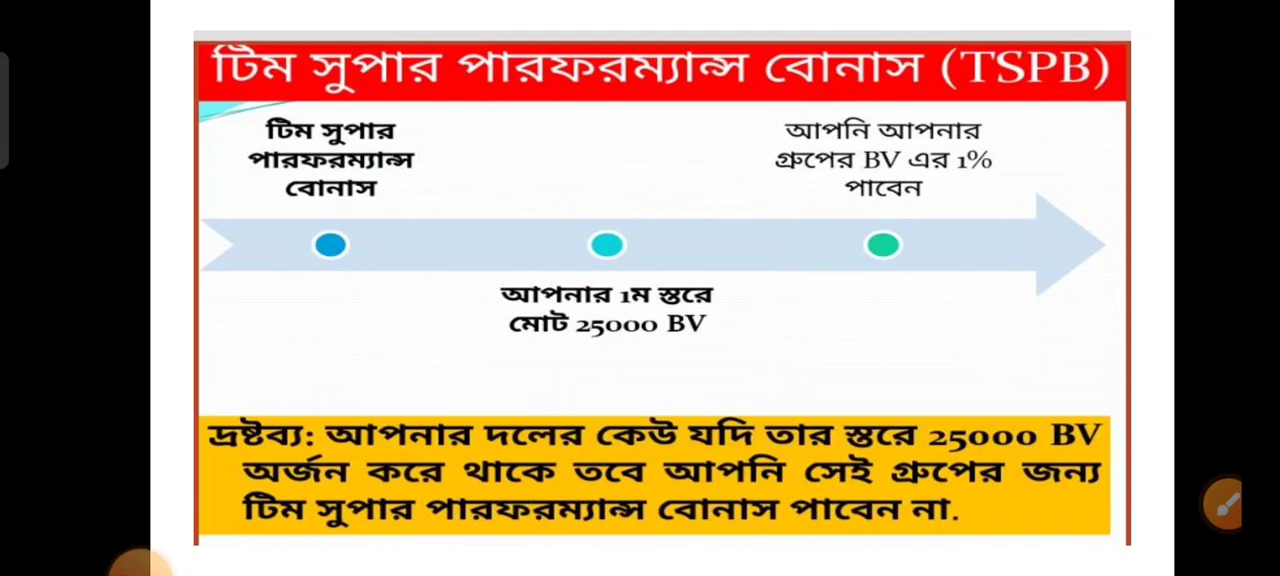 টিম সুপার পারফরম্যান্স বোনাস (TSPB)
টিম সুপার
পারফরম্যান্স
বোনাস
আপনার 1ম স্তরে
মোট 25000 BV
আপনি আপনার
গ্রুপের BV এর 1%
পাবেন
দ্রষ্টব্য: আপনার দলের কেউ যদি তার স্তরে 25000 BV
অর্জন করে থাকে তবে আপনি সেই গ্রুপের জন্য
টিম সুপার পারফরম্যান্স বোনাস পাবেন না.